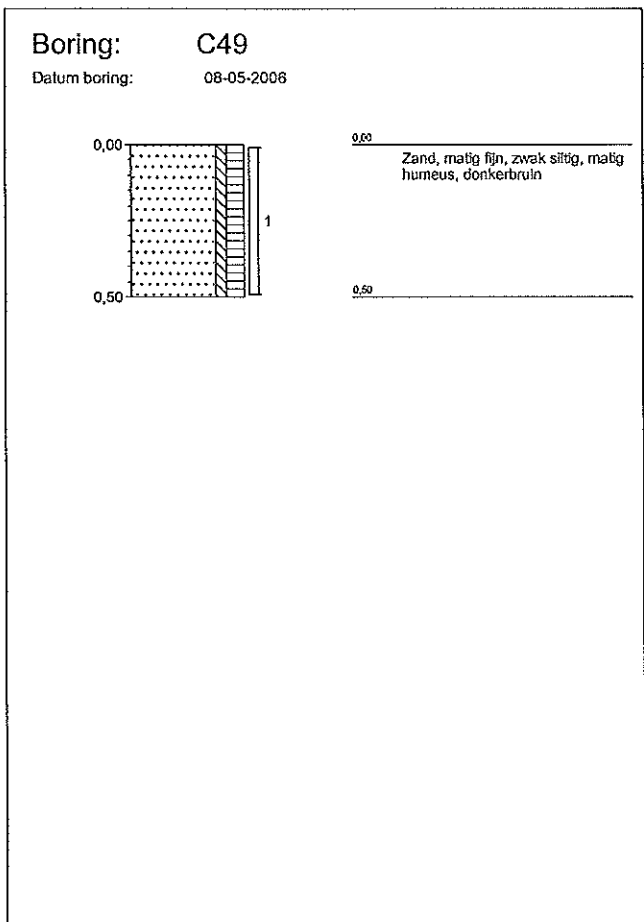 Boring: C49
Datum boring: 08-05-2006
0,00
0,00
Zand, matig fijn, zwak siltig, matig
humeus, donkerbruin
1
0,50
0,50